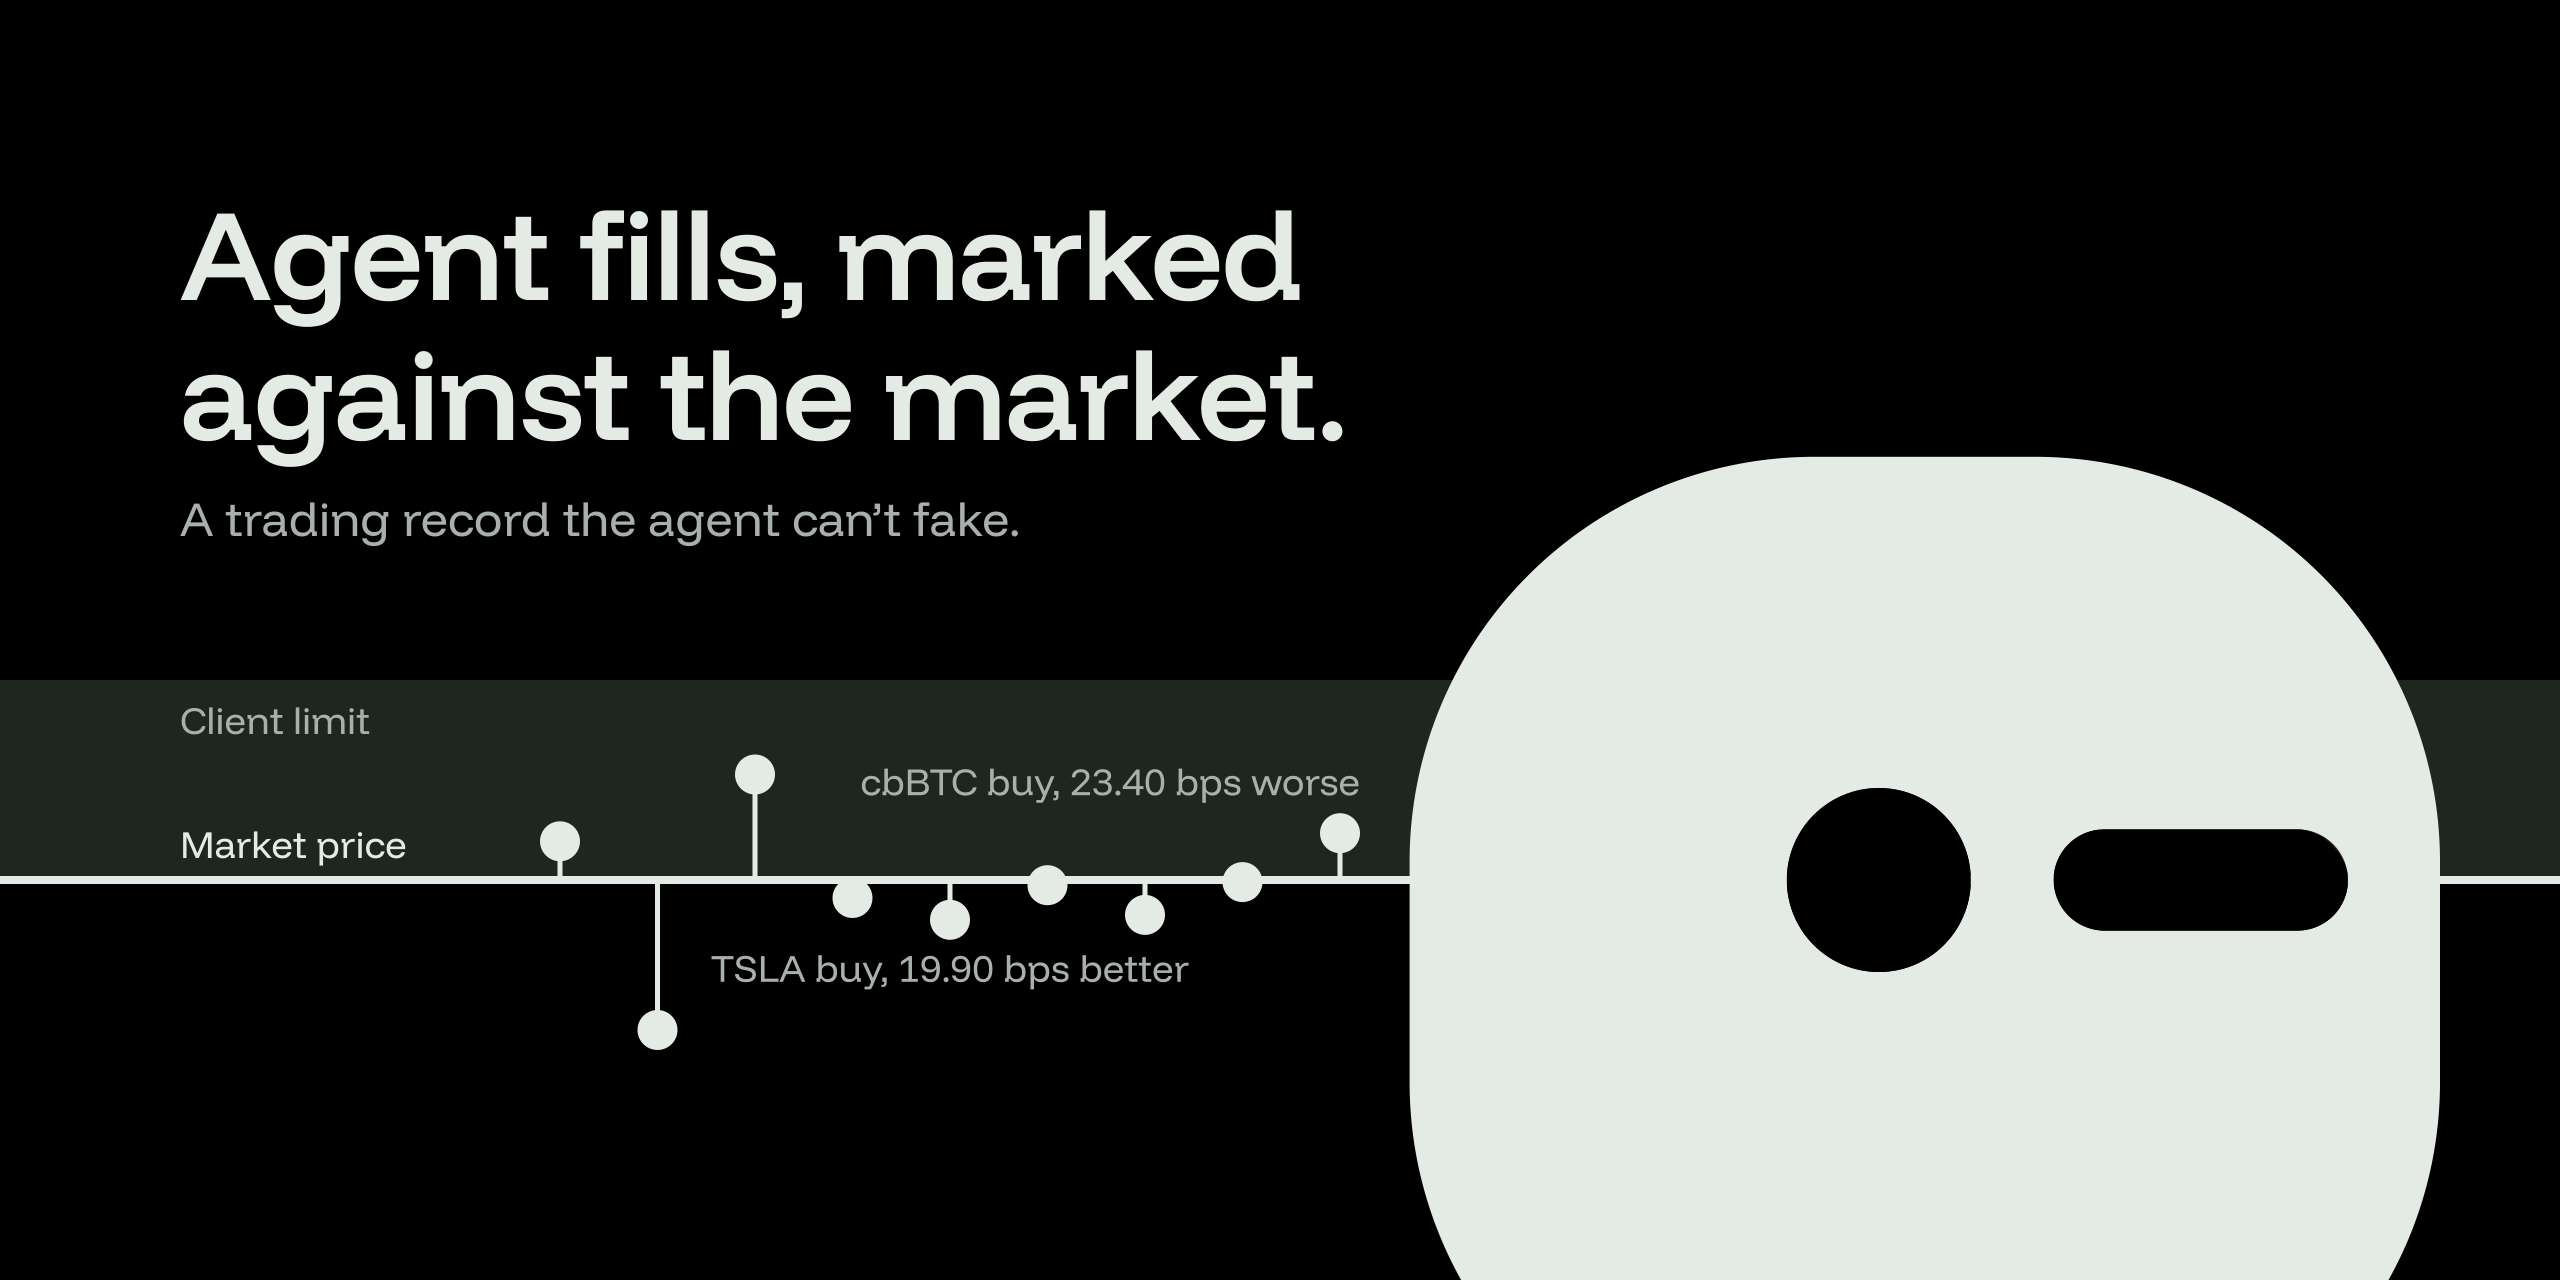 Agent fills, marked
against the market.
A trading record the agent can’t fake.
Client limit
cbBTC buy, 23.40 bps worse
Market price
TSLA buy, 19.90 bps better